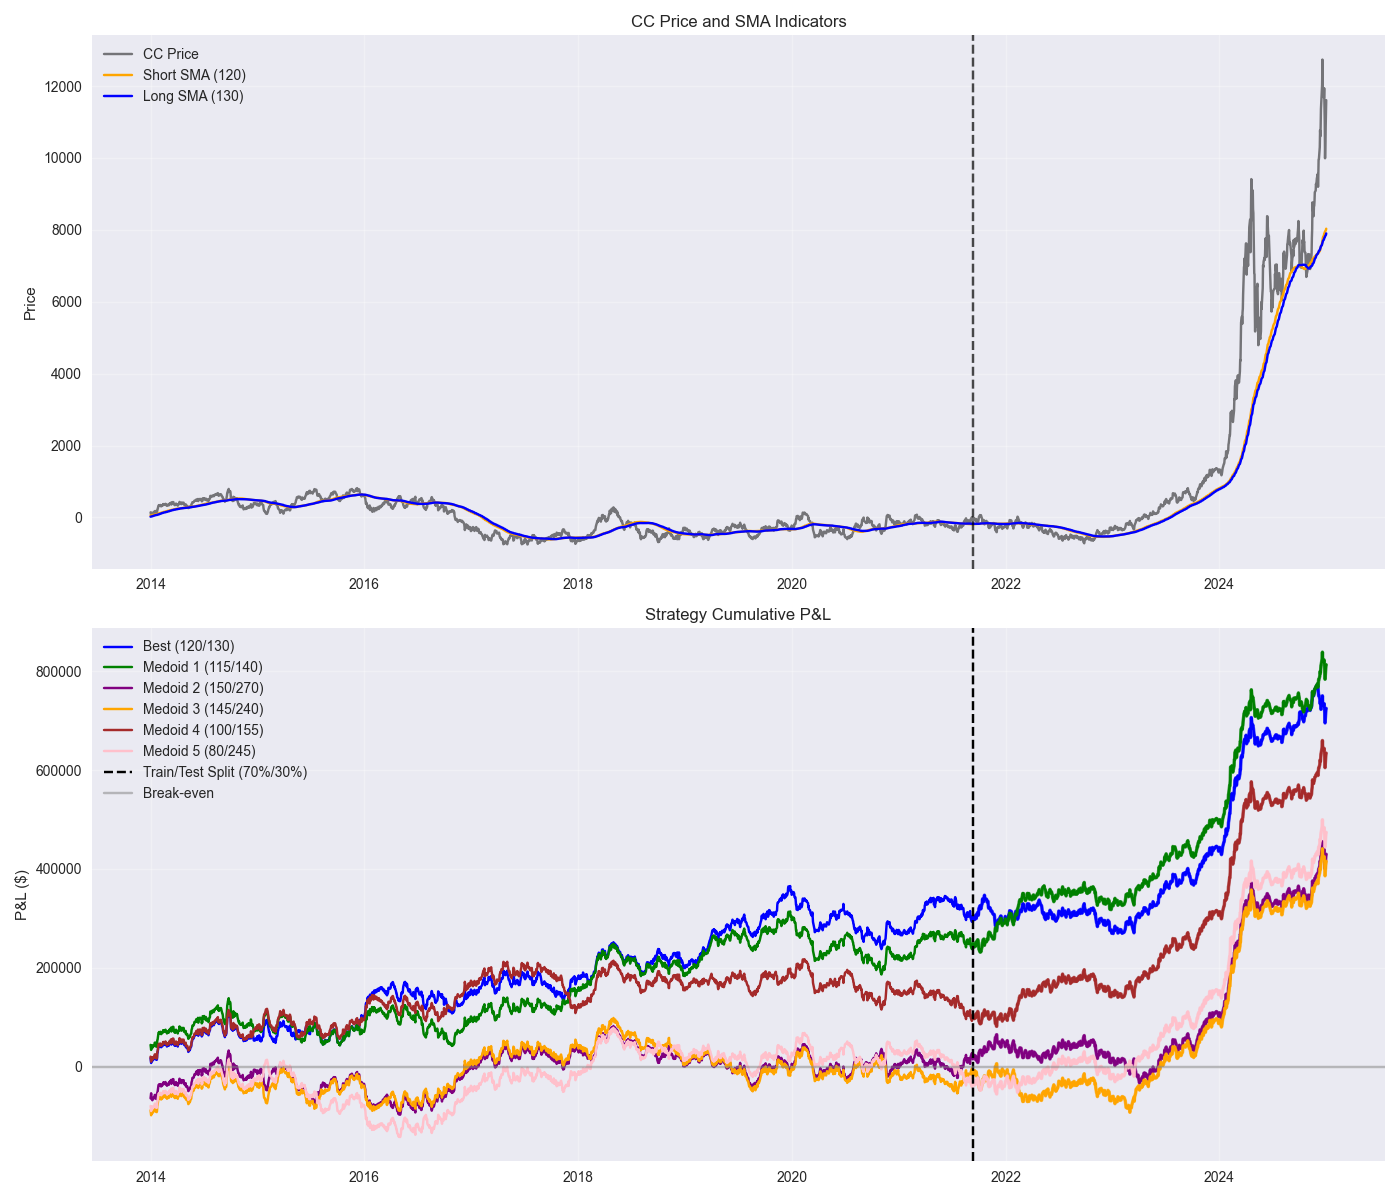 CC Price and SMA Indicators
CC Price
Short SMA (120)
Long SMA (130)
12000
10000
8000
6000
4000
2000
0
Price
2014 2016 2018 2020 2022 2024
Strategy Cumulative P&L
Best (120/130)
Medoid 1 (115/140)
Medoid 2 (150/270)
Medoid 3 (145/240)
Medoid 4 (100/155)
Medoid 5 (80/245)
Train/Test Split (70%/30%)
Break-even
800000
600000
400000
200000
0
P&L ($)
2014 2016 2018 2020 2022 2024